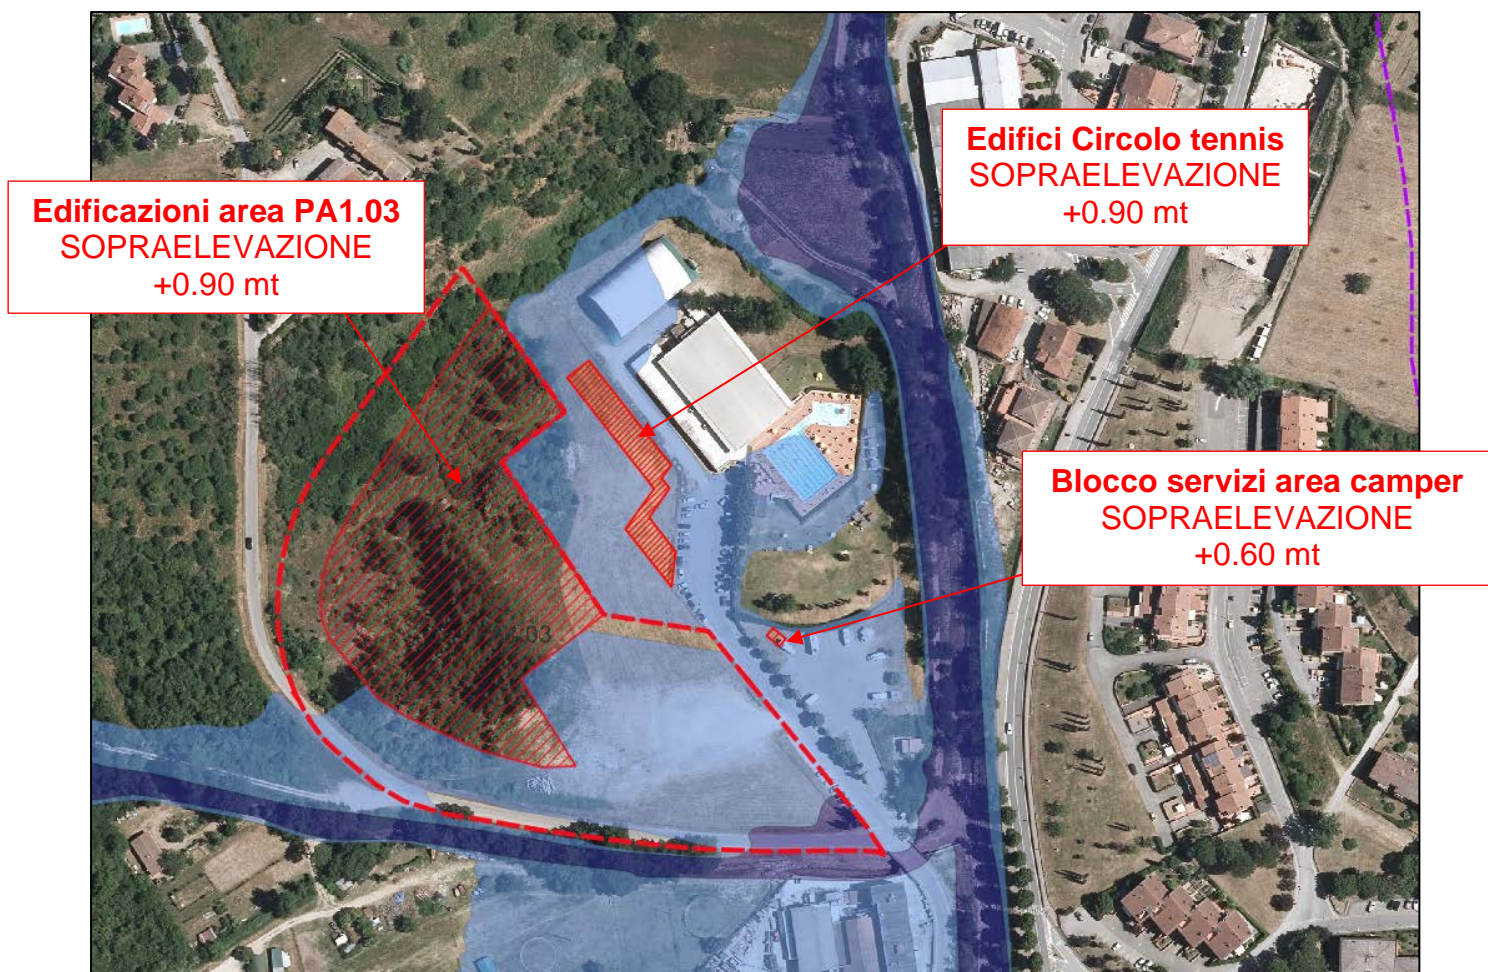 Edifici Circolo tennis
SOPRAELEVAZIONE
+0.90 mt
Edificazioni area PA1.03
SOPRAELEVAZIONE
+0.90 mt
Blocco servizi area camper
SOPRAELEVAZIONE
+0.60 mt
03